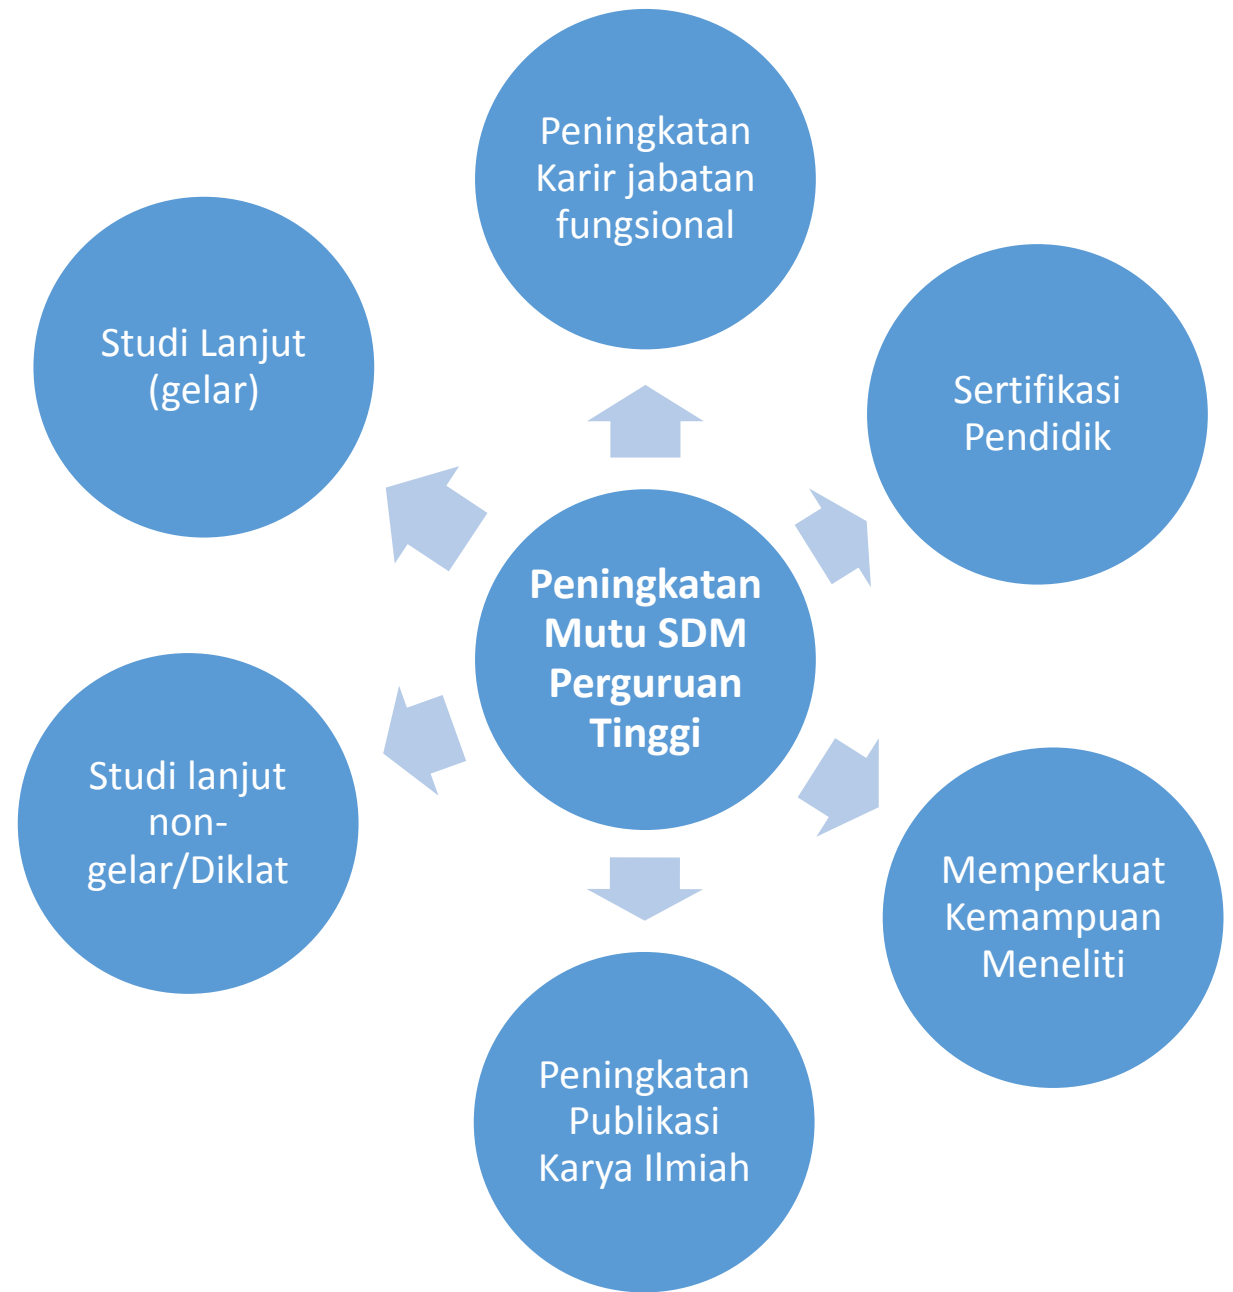 Peningkatan
Karir jabatan
fungsional
Studi Lanjut
(gelar)
Sertifikasi
Pendidik
Peningkatan
Mutu SDM
Perguruan
Tinggi
Studi lanjut
non-
gelar/Diklat
Memperkuat
Kemampuan
Meneliti
Peningkatan
Publikasi
Karya Ilmiah